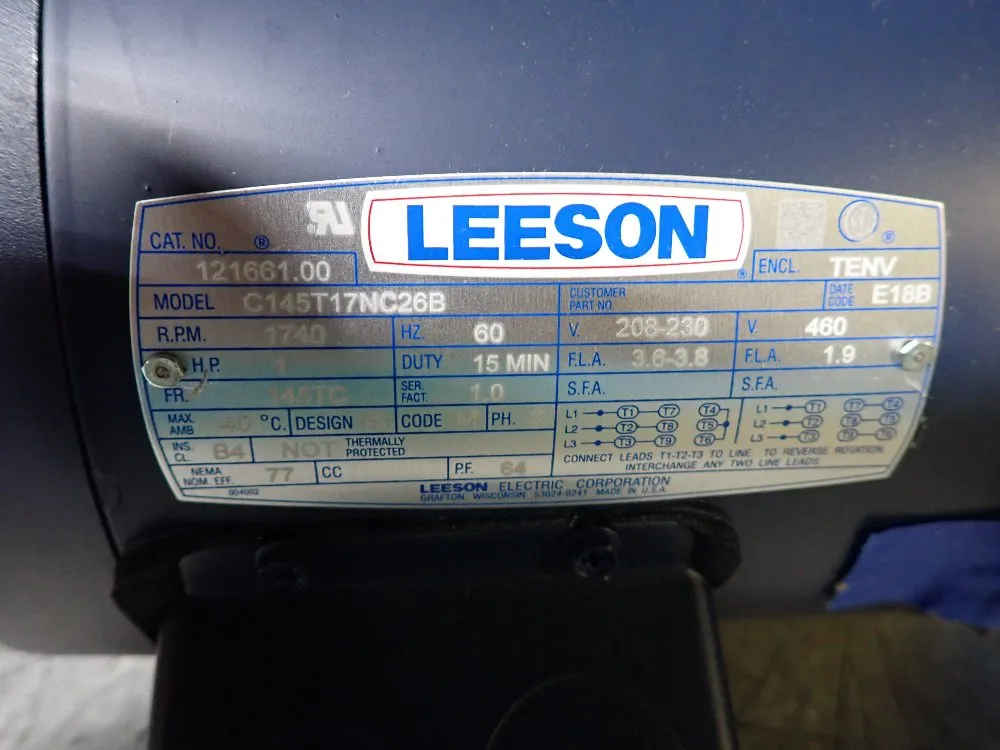 LEESON
CAT. NO. ®
121661.00
ENCL. TENV
MODEL C145T17NC26B
CUSTOMER PART NO.
DATE CODE E18B
R.P.M. 1740 HZ. 60 V. 208-230 V. 460
H.P. 1 DUTY 15 MIN F.L.A. 3.6-3.8 F.L.A. 1.9
FR. 145TC SER. FACT. 1.0 S.F.A. S.F.A.
MAX. AMB 40 °C. DESIGN CODE PH.
L1 T1 T7 T4 L1 T1 T7 T4
L2 T2 T8 T5 L2 T2 T8 T5
L3 T3 T9 T6 L3 T3 T9 T6
INS. CL. B4 NOT THERMALLY PROTECTED
CONNECT LEADS T1-T2-T3 TO LINE. TO REVERSE ROTATION,
INTERCHANGE ANY TWO LINE LEADS.
NEMA NOM. EFF. 77 CC P.F. 64
004002
LEESON ELECTRIC CORPORATION
GRAFTON, WISCONSIN 53024-0241 MADE IN U.S.A.